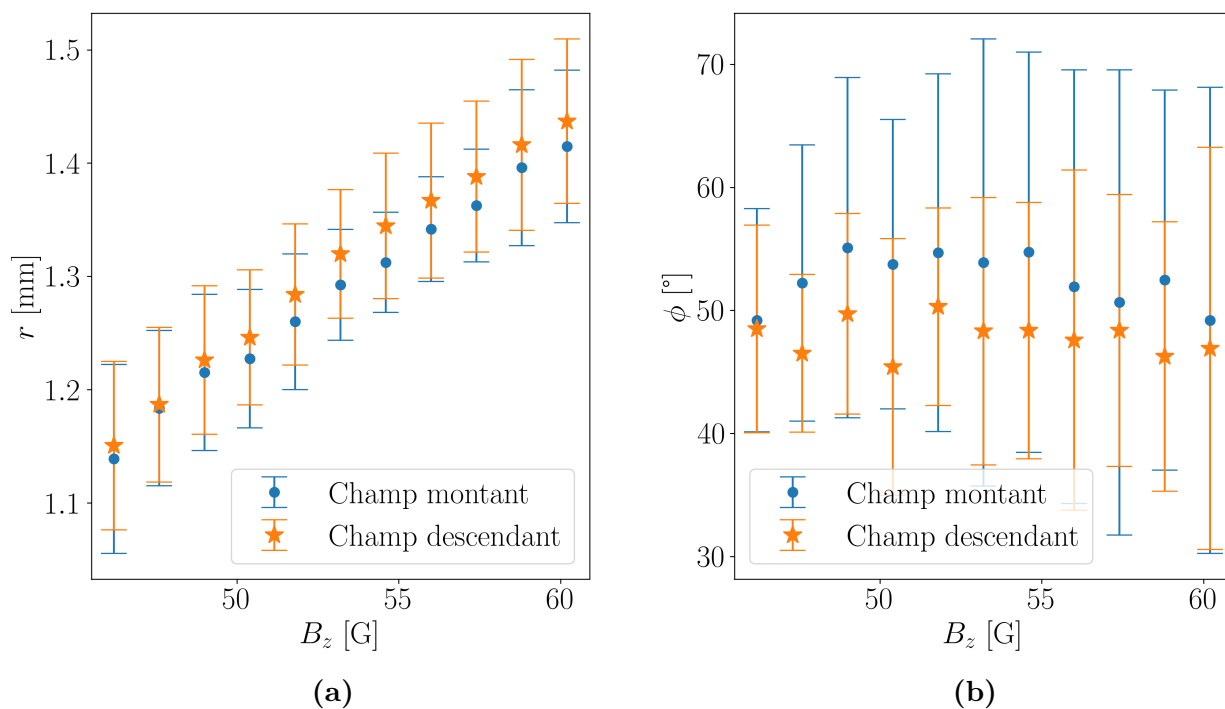 1.5
1.4
1.3
1.2
1.1
r [mm]
50
55
60
B_z [G]
Champ montant
Champ descendant
(a)
70
60
50
40
30
ϕ [°]
50
55
60
B_z [G]
Champ montant
Champ descendant
(b)